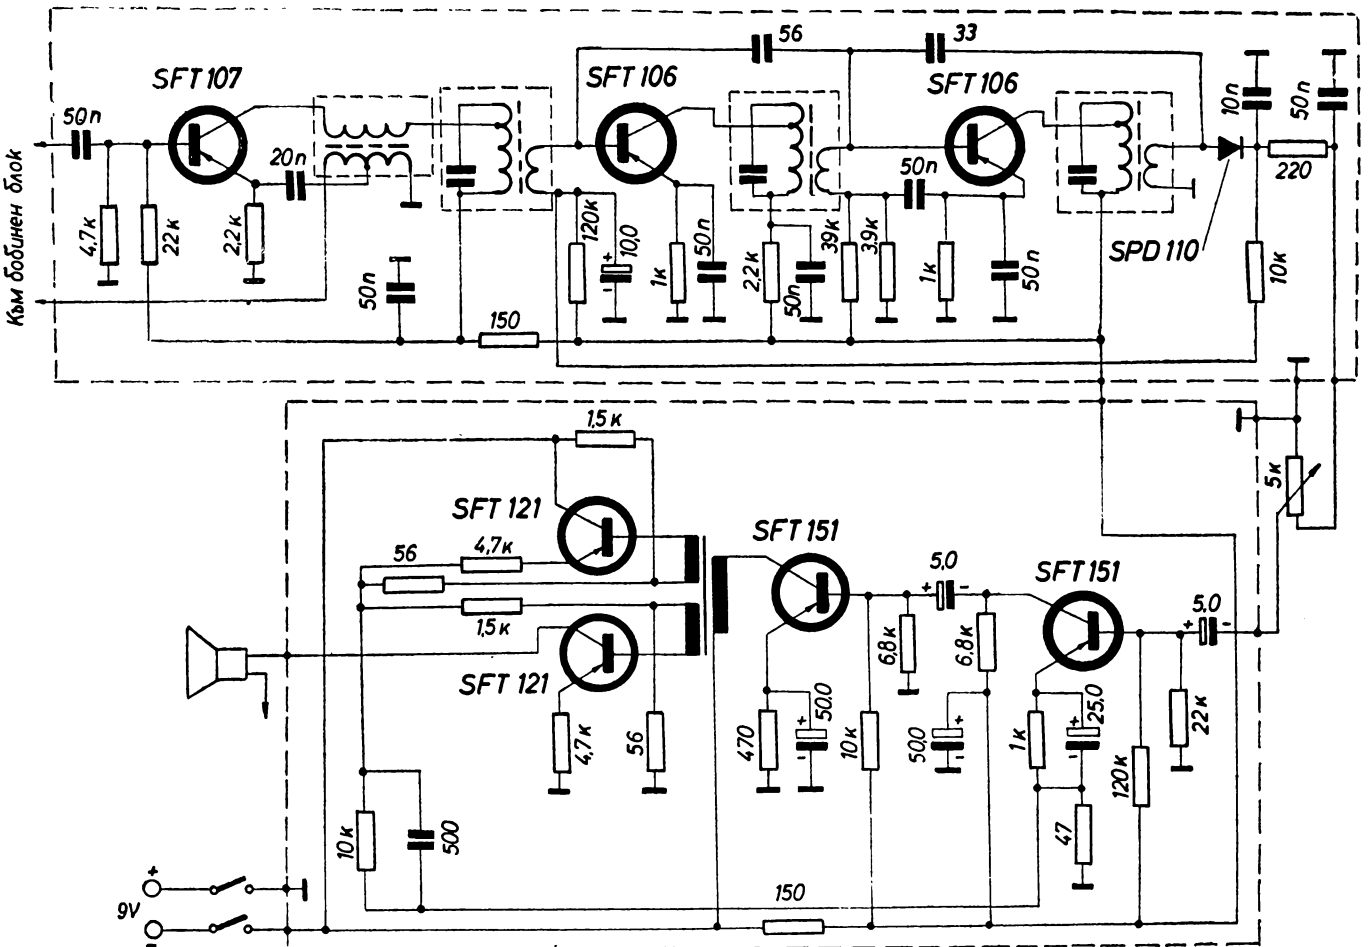 56
33
SFT 107
SFT 106
SFT 106
50n
20n
10n
50n
220
Към бобинен блок
4,7к
22к
2,2к
50n
120к
10,0
+
-
1к
50n
2,2к
50n
39к
3,9к
50n
1к
50n
SPD 110
10к
150
1,5к
5к
SFT 121
SFT 151
4,7к
56
5,0
+
-
SFT 151
1,5к
5,0
+
-
6,8к
6,8к
SFT 121
4,7к
56
470
50,0
+
-
10к
50,0
+
-
1к
25,0
+
-
22к
120к
47
10к
500
150
+
9V
-